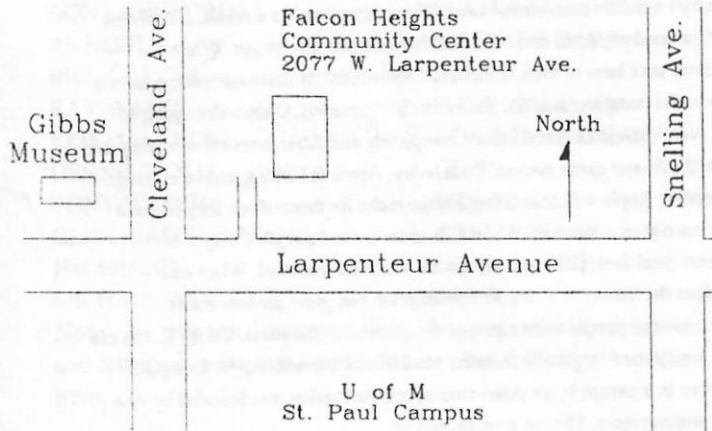 Falcon Heights
Community Center
2077 W. Larpenteur Ave.
Cleveland Ave.
Snelling Ave.
Gibbs
Museum
North
Larpenteur Avenue
U of M
St. Paul Campus